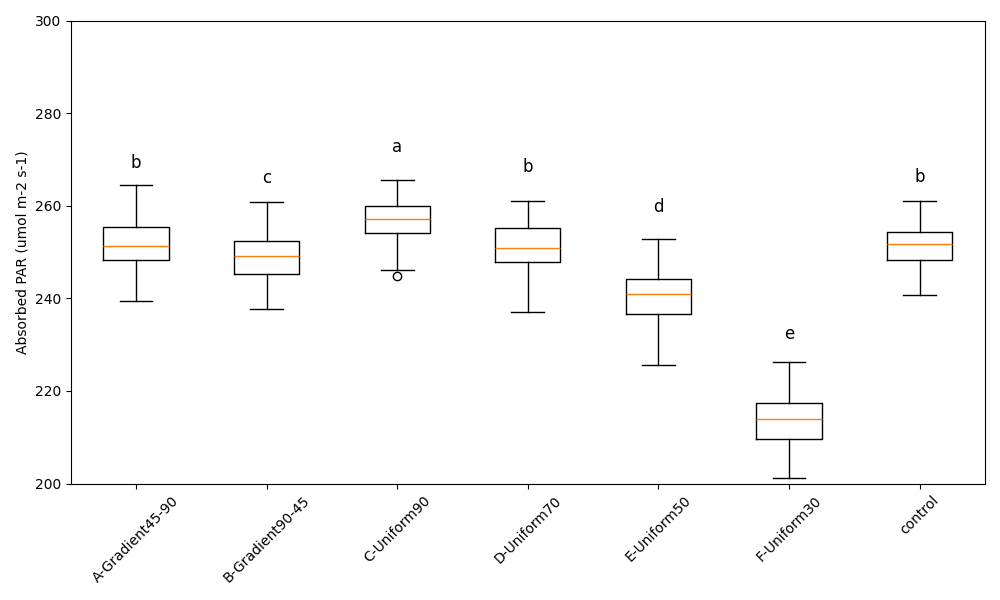 300
280
260
240
220
200
Absorbed PAR (umol m-2 s-1)
b
c
a
b
d
e
b
A-Gradient45-90
B-Gradient90-45
C-Uniform90
D-Uniform70
E-Uniform50
F-Uniform30
control